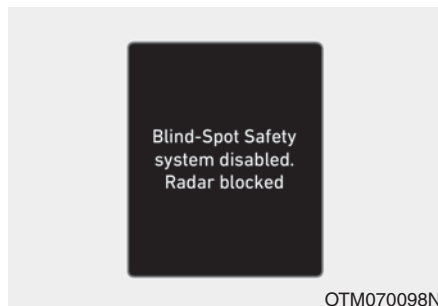 Blind-Spot Safety
system disabled.
Radar blocked
OTM070098N